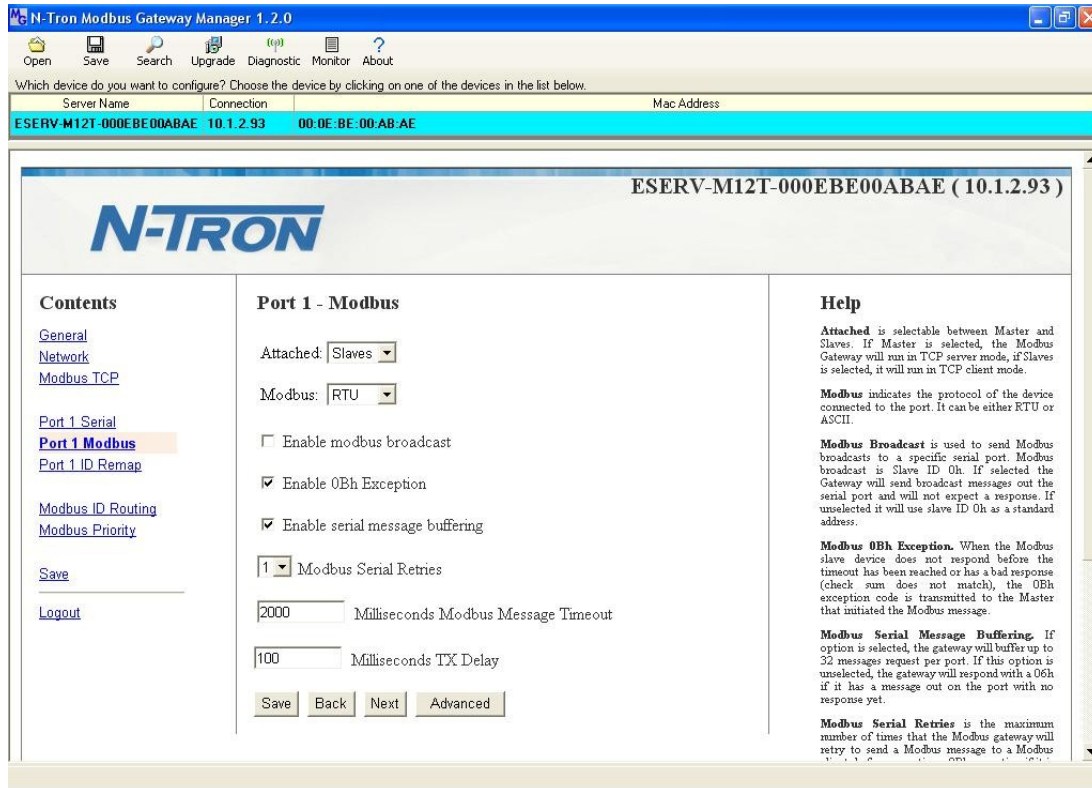 N-Tron Modbus Gateway Manager 1.2.0
Open Save Search Upgrade Diagnostic Monitor About
Which device do you want to configure? Choose the device by clicking on one of the devices in the list below.
Server Name Connection Mac Address
ESERV-M12T-000EBE00ABAE 10.1.2.93 00:0E:BE:00:AB:AE
ESERV-M12T-000EBE00ABAE ( 10.1.2.93 )
N-TRON
Contents
General
Network
Modbus TCP
Port 1 Serial
Port 1 Modbus
Port 1 ID Remap
Modbus ID Routing
Modbus Priority
Save
Logout
Port 1 - Modbus
Attached: Slaves
Modbus: RTU
Enable modbus broadcast
Enable 0Bh Exception
Enable serial message buffering
1 Modbus Serial Retries
2000 Milliseconds Modbus Message Timeout
100 Milliseconds TX Delay
Save Back Next Advanced
Help
Attached is selectable between Master and
Slaves. If Master is selected, the Modbus
Gateway will run in TCP server mode, if Slaves
is selected, it will run in TCP client mode.
Modbus indicates the protocol of the device
connected to the port. It can be either RTU or
ASCII.
Modbus Broadcast is used to send Modbus
broadcasts to a specific serial port. Modbus
broadcast is Slave ID 0h. If selected the
Gateway will send broadcast messages out the
serial port and will not expect a response. If
unselected it will use slave ID 0h as a standard
address.
Modbus 0Bh Exception. When the Modbus
slave device does not respond before the
timeout has been reached or has a bad response
(check sum does not match), the 0Bh
exception code is transmitted to the Master
that initiated the Modbus message.
Modbus Serial Message Buffering. If
option is selected, the gateway will buffer up to
32 messages request per port. If this option is
unselected, the gateway will respond with a 06h
if it has a message out on the port with no
response yet.
Modbus Serial Retries is the maximum
number of times that the Modbus gateway will
retry to send a Modbus message to a Modbus